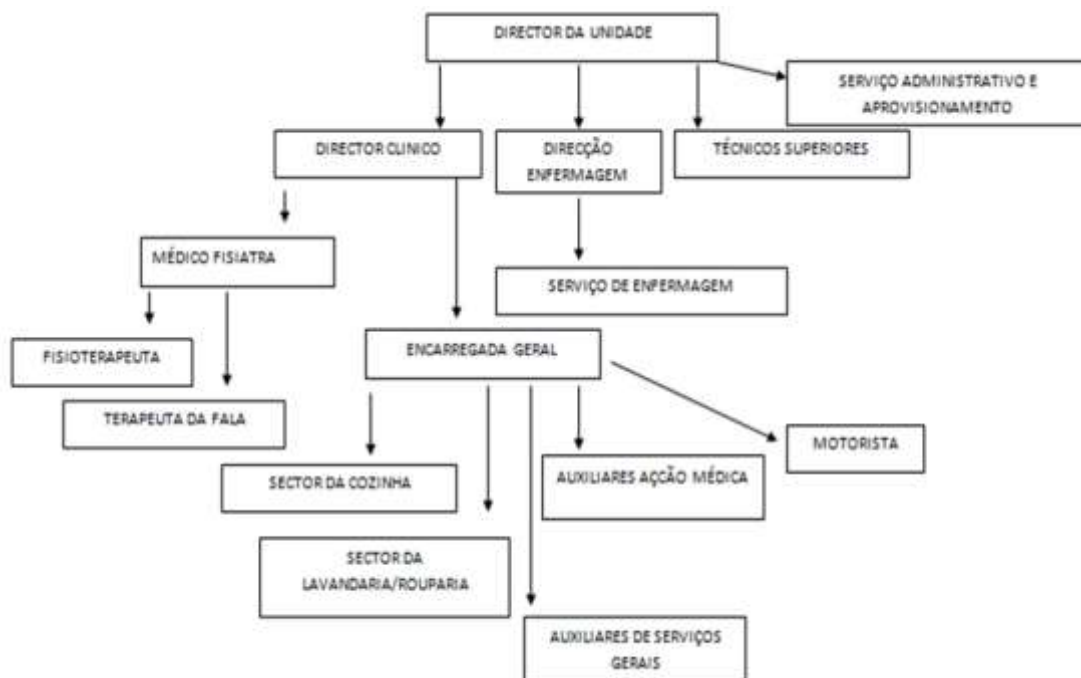 DIRECTOR DA UNIDADE
SERVIÇO ADMINISTRATIVO E
APROVISIONAMENTO
DIRECTOR CLINICO
DIRECÇÃO
ENFERMAGEM
TÉCNICOS SUPERIORES
MÉDICO FISIATRA
SERVIÇO DE ENFERMAGEM
FISIOTERAPEUTA
ENCARREGADA GERAL
TERAPEUTA DA FALA
MOTORISTA
SECTOR DA COZINHA
AUXILIARES AÇÇÃO MÉDICA
SECTOR DA
LAVANDARIA/ROUPARIA
AUXILIARES DE SERVIÇOS
GERAIS